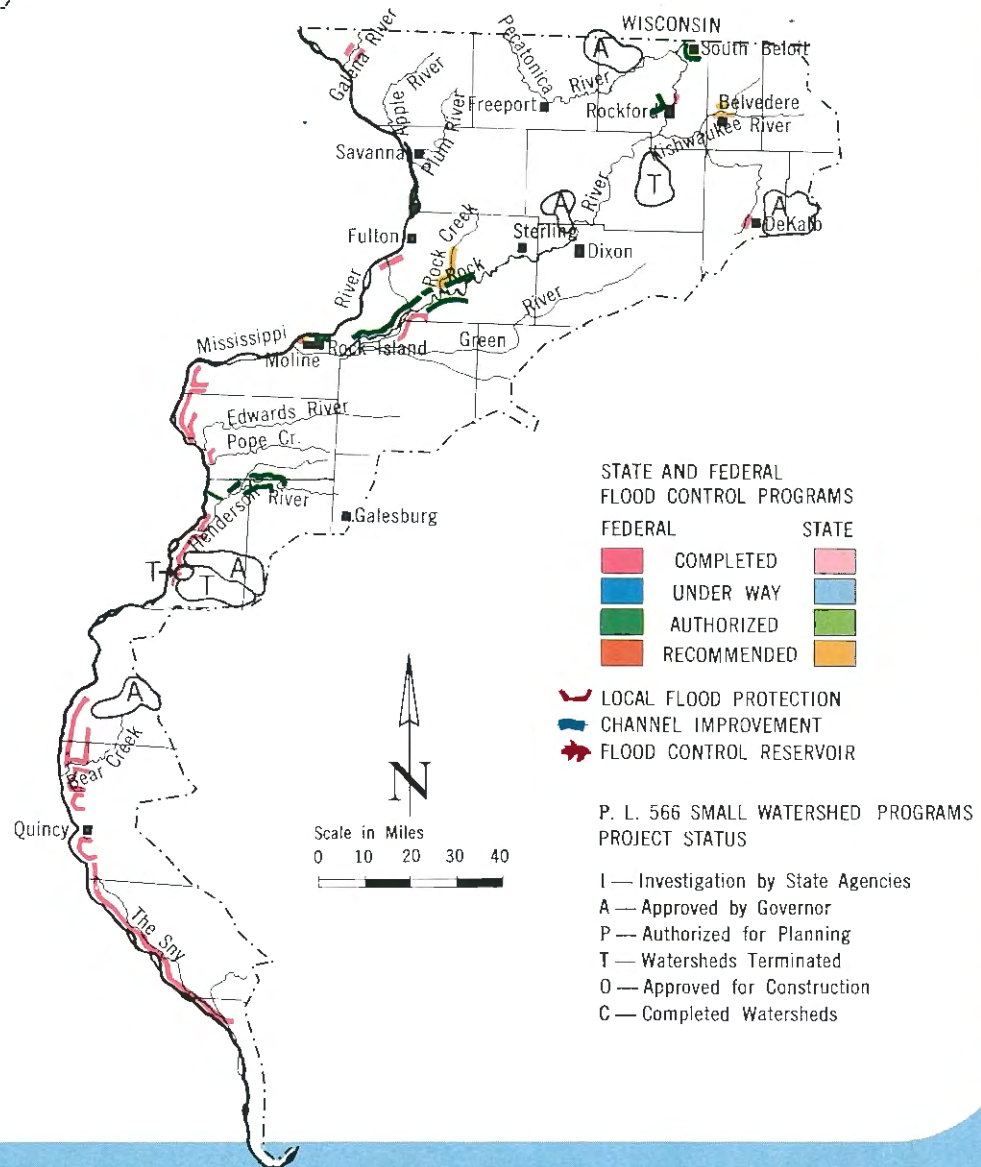 WISCONSIN
Galena River
Apple River
Plum River
Pecatonica
River
A
South Beloit
Freeport
Rockford
Belvedere
Kishwaukee River
Savanna
T
A
River
A
DeKalb
Fulton
Rock Creek
Sterling
Dixon
River
Rock
River
Mississippi
Rock Island
Green
Moline
Edwards River
Pope Cr.
Henderson
River
Galesburg
T
A
T
A
Bear Creek
Quincy
The Sny
N
Scale in Miles
0 10 20 30 40
STATE AND FEDERAL
FLOOD CONTROL PROGRAMS
FEDERAL STATE
COMPLETED
UNDER WAY
AUTHORIZED
RECOMMENDED
LOCAL FLOOD PROTECTION
CHANNEL IMPROVEMENT
FLOOD CONTROL RESERVOIR
P. L. 566 SMALL WATERSHED PROGRAMS
PROJECT STATUS
I — Investigation by State Agencies
A — Approved by Governor
P — Authorized for Planning
T — Watersheds Terminated
O — Approved for Construction
C — Completed Watersheds